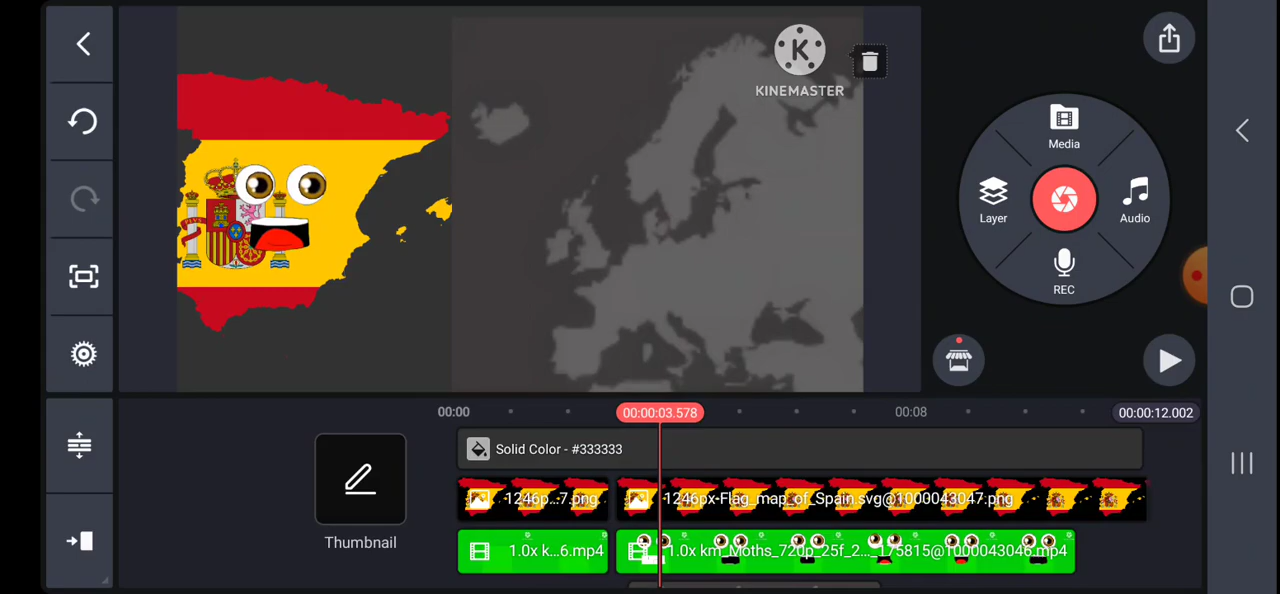 KINEMASTER
Media
Layer
Audio
REC
00:00
00:00:03.578
00:08
00:00:12.002
Solid Color - #333333
1246p...7.png
1246px-Flag_map_of_Spain.svg@1000043047.png
1.0x k...6.mp4
1.0x km_Moths_720p_25f_2..._175815@1000043046.mp4
Thumbnail